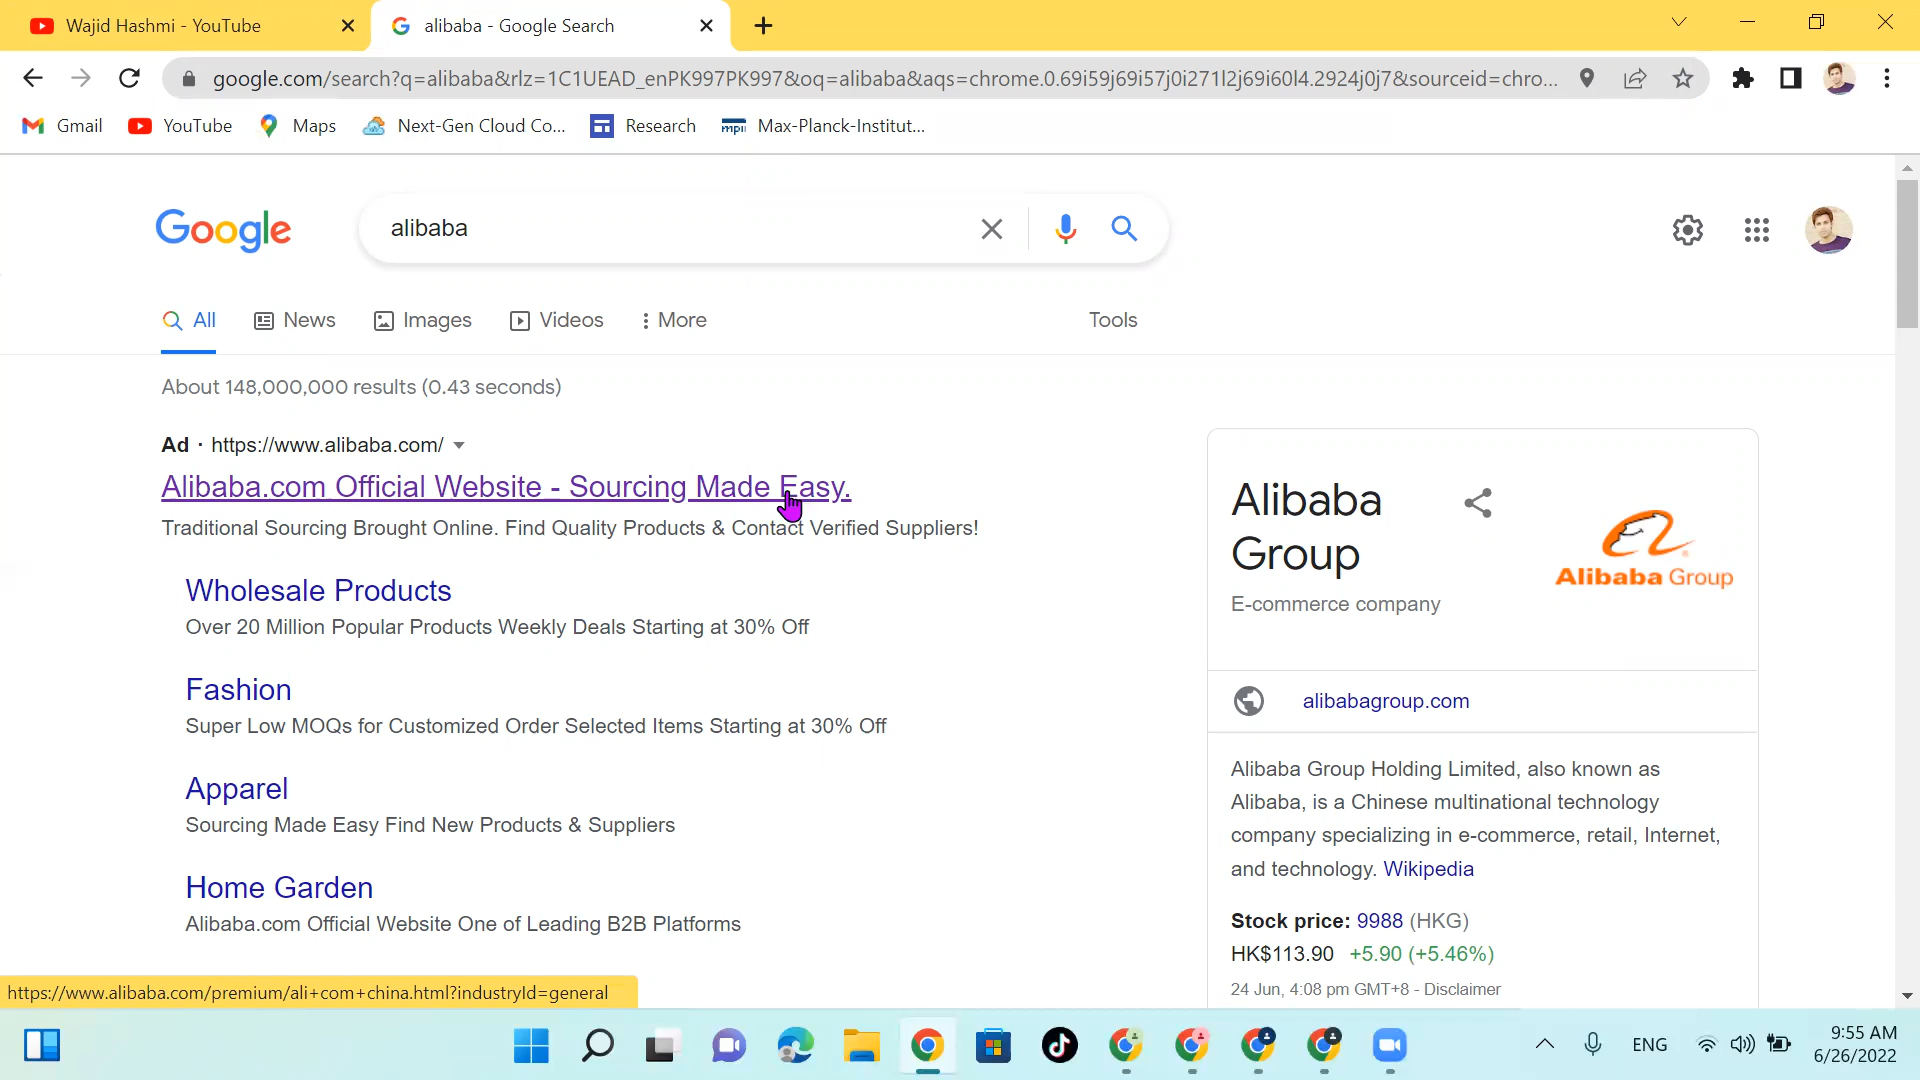 Wajid Hashmi - YouTube
alibaba - Google Search
google.com/search?q=alibaba&rlz=1C1UEAD_enPK997PK997&oq=alibaba&aqs=chrome.0.69i59j69i57j0i271l2j69i60l4.2924j0j7&sourceid=chro...
Gmail
YouTube
Maps
Next-Gen Cloud Co...
Research
mpii
Max-Planck-Institut...
Google
alibaba
All
News
Images
Videos
More
Tools
About 148,000,000 results (0.43 seconds)
Ad · https://www.alibaba.com/
Alibaba.com Official Website - Sourcing Made Easy.
Traditional Sourcing Brought Online. Find Quality Products & Contact Verified Suppliers!
Wholesale Products
Over 20 Million Popular Products Weekly Deals Starting at 30% Off
Fashion
Super Low MOQs for Customized Order Selected Items Starting at 30% Off
Apparel
Sourcing Made Easy Find New Products & Suppliers
Home Garden
Alibaba.com Official Website One of Leading B2B Platforms
Alibaba
Group
E-commerce company
Alibaba Group
alibabagroup.com
Alibaba Group Holding Limited, also known as
Alibaba, is a Chinese multinational technology
company specializing in e-commerce, retail, Internet,
and technology. Wikipedia
Stock price: 9988 (HKG)
HK$113.90 +5.90 (+5.46%)
24 Jun, 4:08 pm GMT+8 - Disclaimer
https://www.alibaba.com/premium/ali+com+china.html?industryId=general
ENG
9:55 AM
6/26/2022